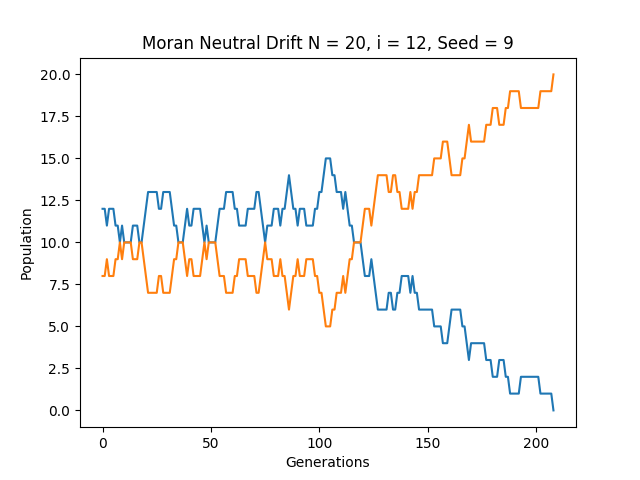 Moran Neutral Drift N = 20, i = 12, Seed = 9
20.0
17.5
15.0
12.5
10.0
7.5
5.0
2.5
0.0
Population
0 50 100 150 200
Generations